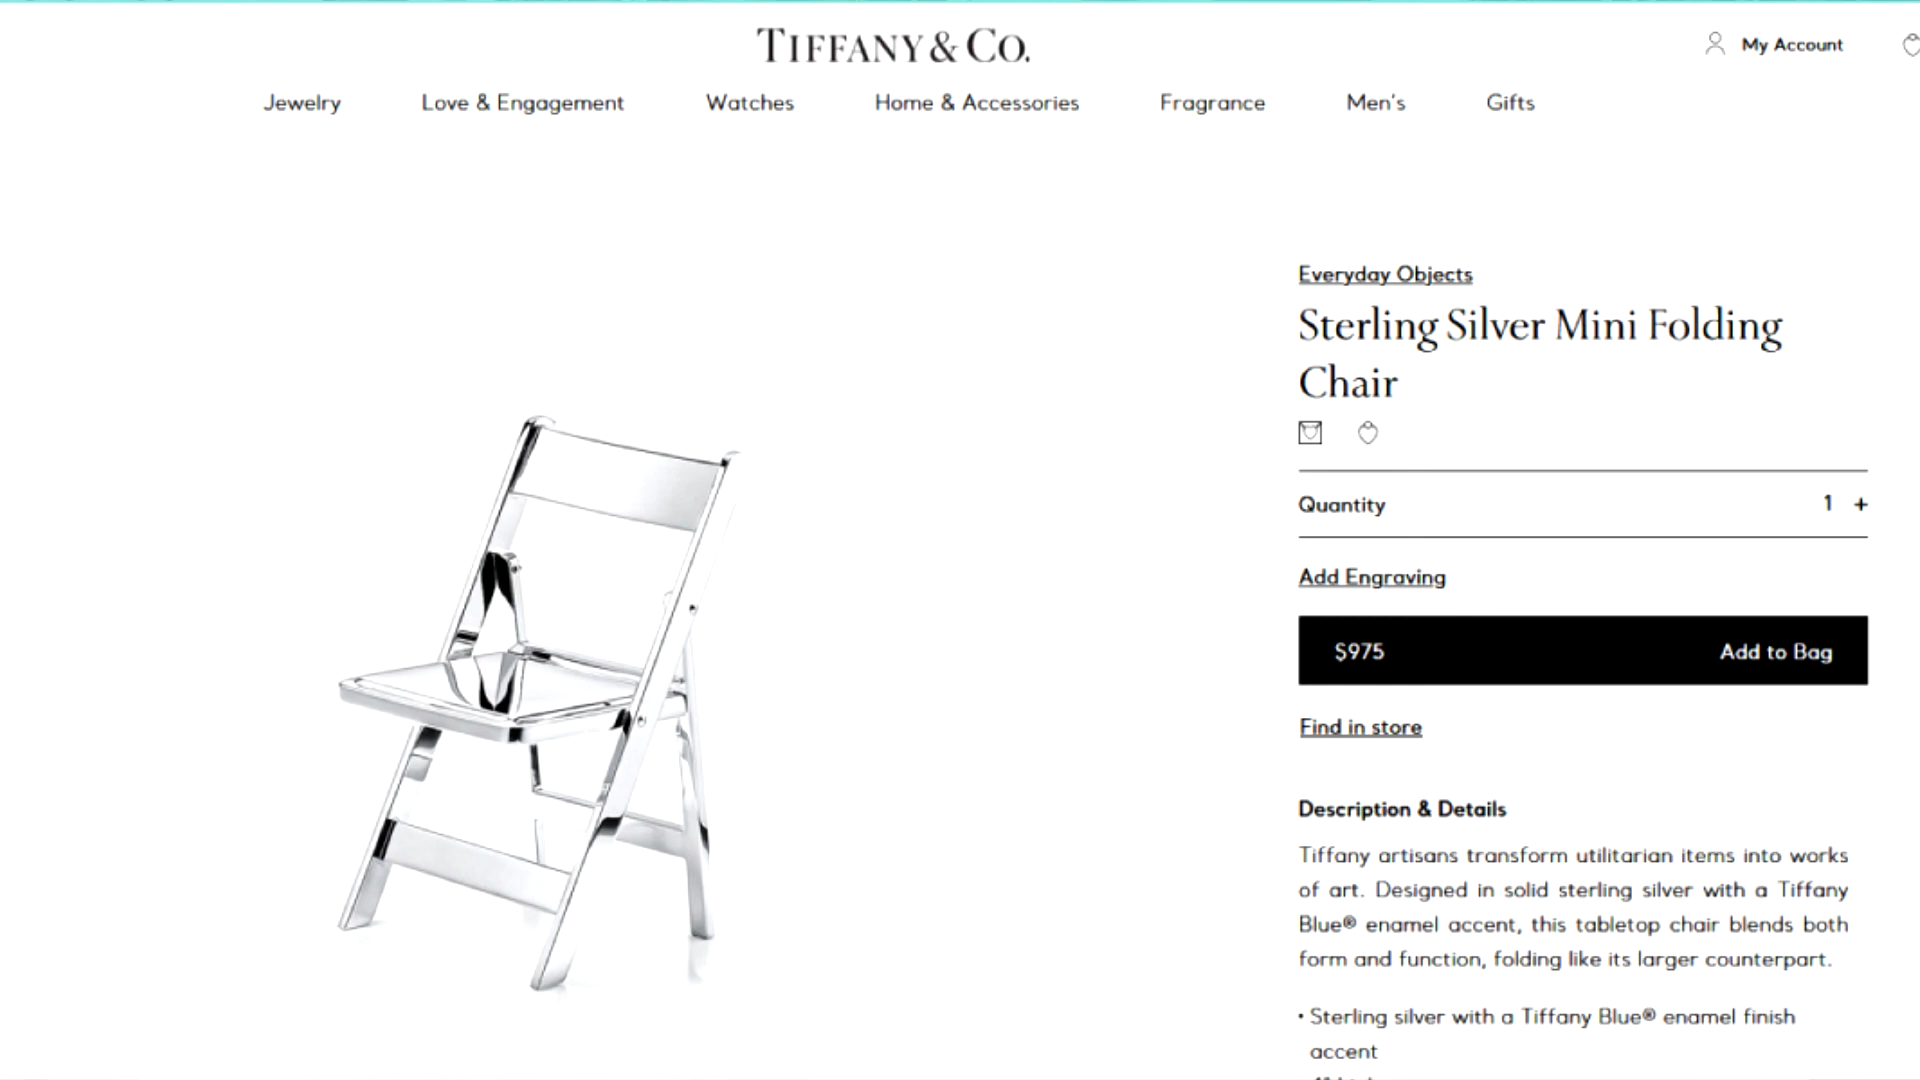 TIFFANY & CO.
My Account
Jewelry Love & Engagement Watches Home & Accessories Fragrance Men's Gifts
Everyday Objects
Sterling Silver Mini Folding
Chair
Quantity 1 +
Add Engraving
$975 Add to Bag
Find in store
Description & Details
Tiffany artisans transform utilitarian items into works
of art. Designed in solid sterling silver with a Tiffany
Blue® enamel accent, this tabletop chair blends both
form and function, folding like its larger counterpart.
• Sterling silver with a Tiffany Blue® enamel finish
accent